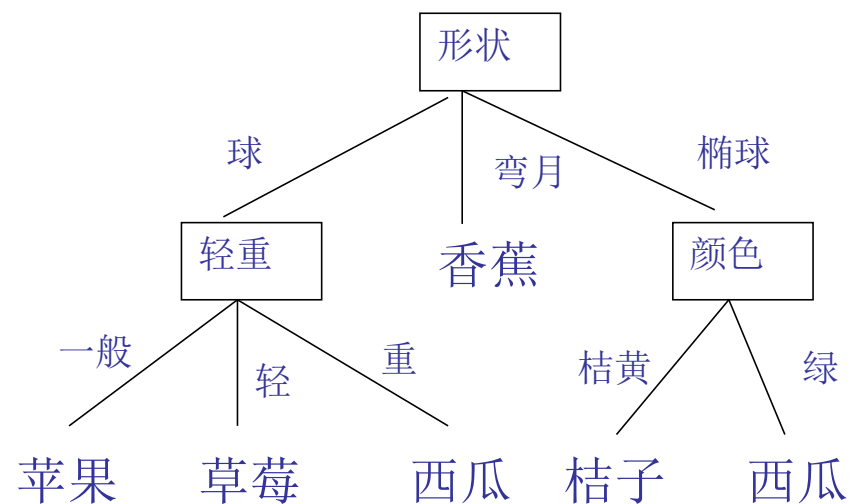 形状
球
弯月
椭球
轻重
香蕉
颜色
一般
轻
重
桔黄
绿
苹果
草莓
西瓜
桔子
西瓜